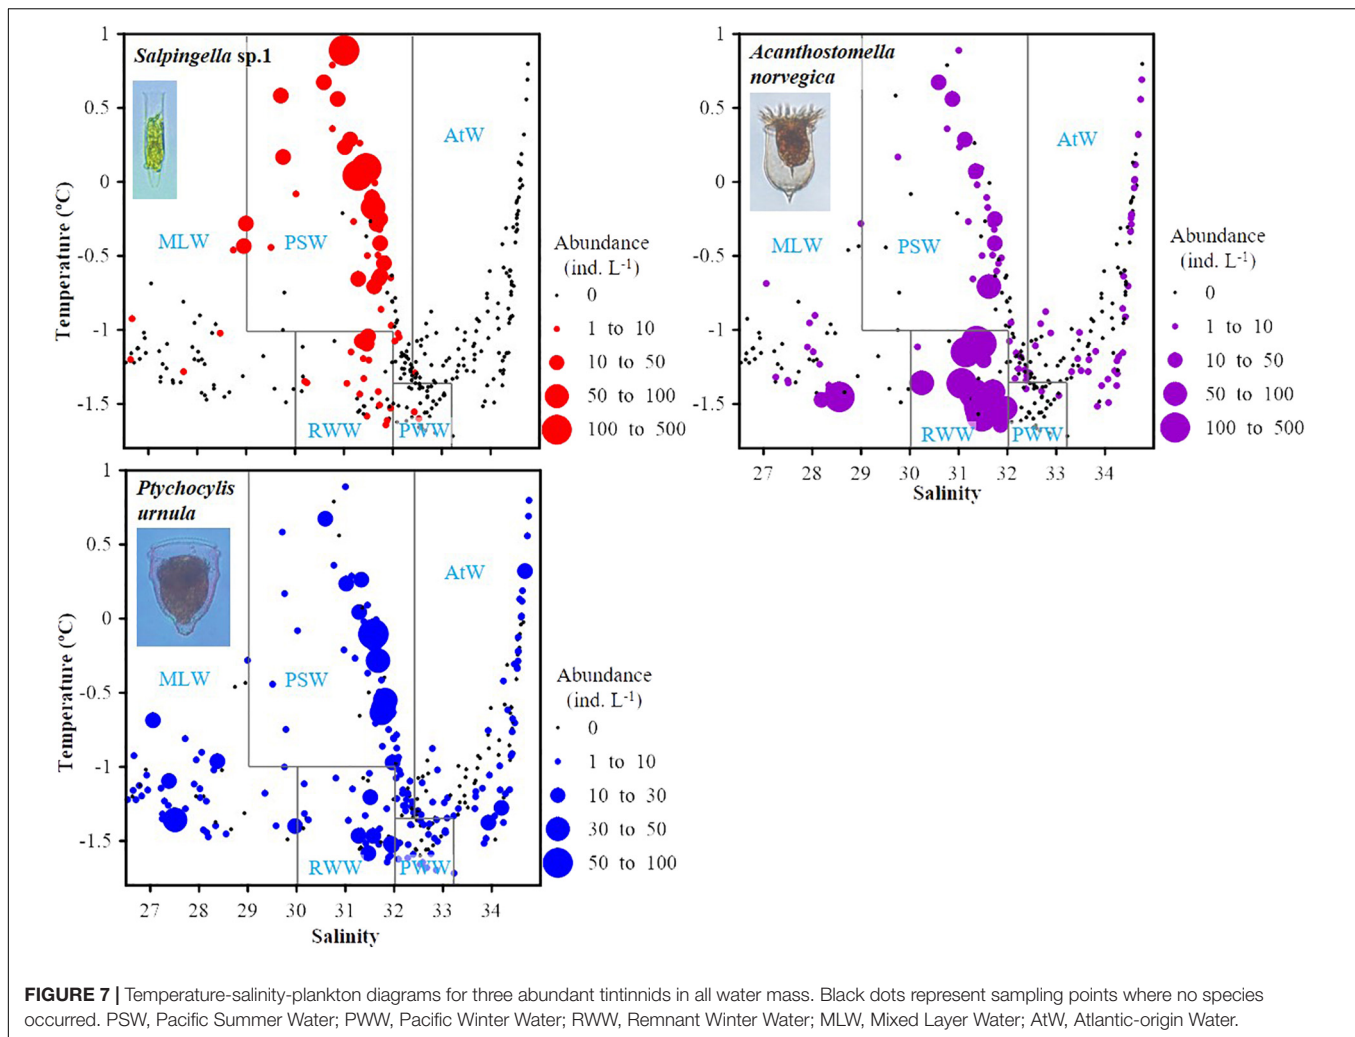 Salpingella sp.1
1
0.5
0
-0.5
-1
-1.5
Temperature (ºC)
MLW
PSW
AtW
RWW
PWW
Abundance
(ind. L-1)
0
1 to 10
10 to 50
50 to 100
100 to 500
Acanthostomella
norvegica
1
0.5
0
-0.5
-1
-1.5
MLW
PSW
AtW
RWW
PWW
27 28 29 30 31 32 33 34
Salinity
Abundance
(ind. L-1)
0
1 to 10
10 to 50
50 to 100
100 to 500
Ptychocylis
urnula
1
0.5
0
-0.5
-1
-1.5
Temperature (ºC)
MLW
PSW
AtW
RWW
PWW
27 28 29 30 31 32 33 34
Salinity
Abundance
(ind. L-1)
0
1 to 10
10 to 30
30 to 50
50 to 100
FIGURE 7 | Temperature-salinity-plankton diagrams for three abundant tintinnids in all water mass. Black dots represent sampling points where no species
occurred. PSW, Pacific Summer Water; PWW, Pacific Winter Water; RWW, Remnant Winter Water; MLW, Mixed Layer Water; AtW, Atlantic-origin Water.